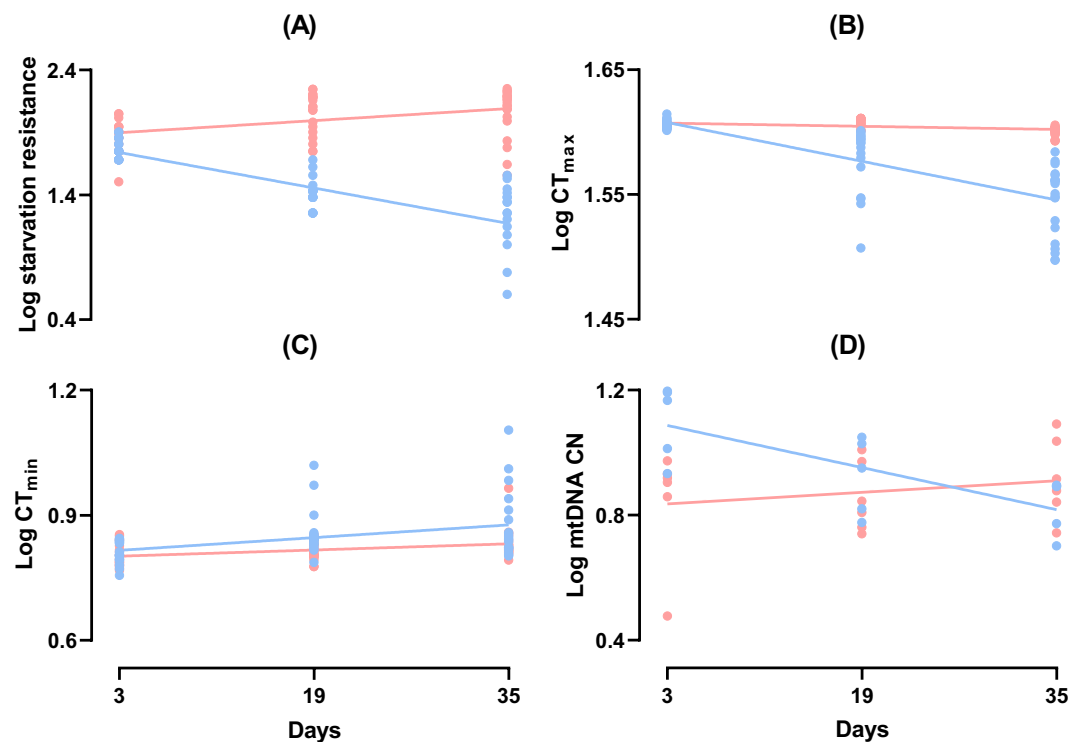 (A)
Log starvation resistance
2.4
1.4
0.4
(B)
Log CTmax
1.65
1.55
1.45
(C)
Log CTmin
1.2
0.9
0.6
3
19
35
Days
(D)
Log mtDNA CN
1.2
0.8
0.4
3
19
35
Days